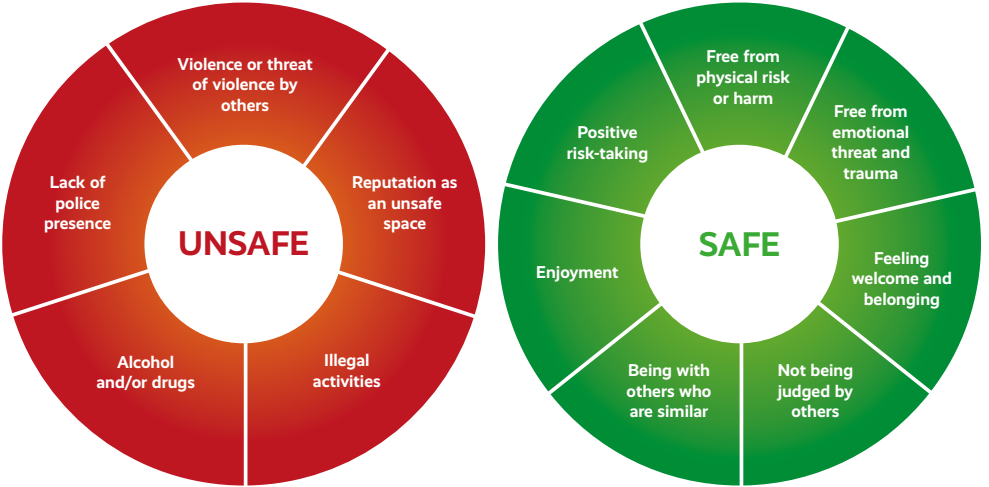 UNSAFE
Violence or threat
of violence by
others
Reputation as
an unsafe
space
Illegal
activities
Alcohol
and/or drugs
Lack of
police
presence
SAFE
Free from
physical risk
or harm
Free from
emotional
threat and
trauma
Feeling
welcome and
belonging
Not being
judged by
others
Being with
others who
are similar
Enjoyment
Positive
risk-taking